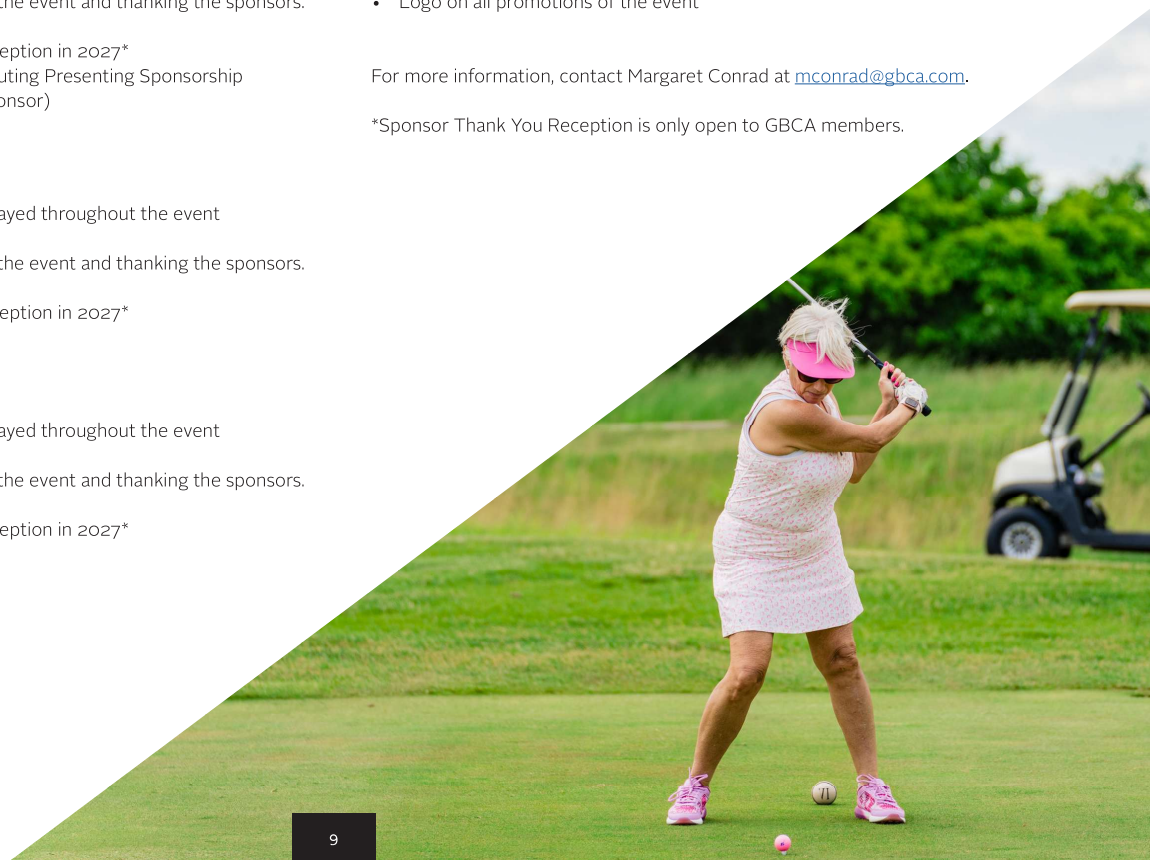 the event and thanking the sponsors.
eption in 2027*
uting Presenting Sponsorship
onsor)
ayed throughout the event
the event and thanking the sponsors.
eption in 2027*
ayed throughout the event
the event and thanking the sponsors.
eption in 2027*
• Logo on all promotions of the event
For more information, contact Margaret Conrad at mconrad@gbca.com.
*Sponsor Thank You Reception is only open to GBCA members.
71
9